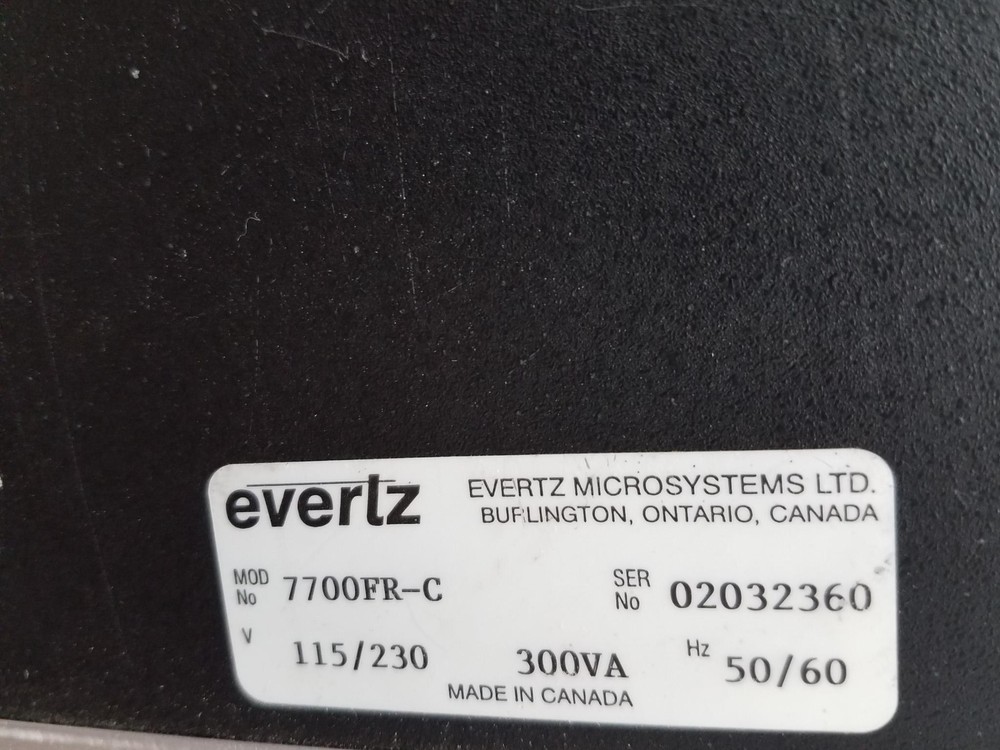 evertz EVERTZ MICROSYSTEMS LTD.
BURLINGTON, ONTARIO, CANADA
MOD No 7700FR-C SER No 02032360
V 115/230 300VA Hz 50/60
MADE IN CANADA